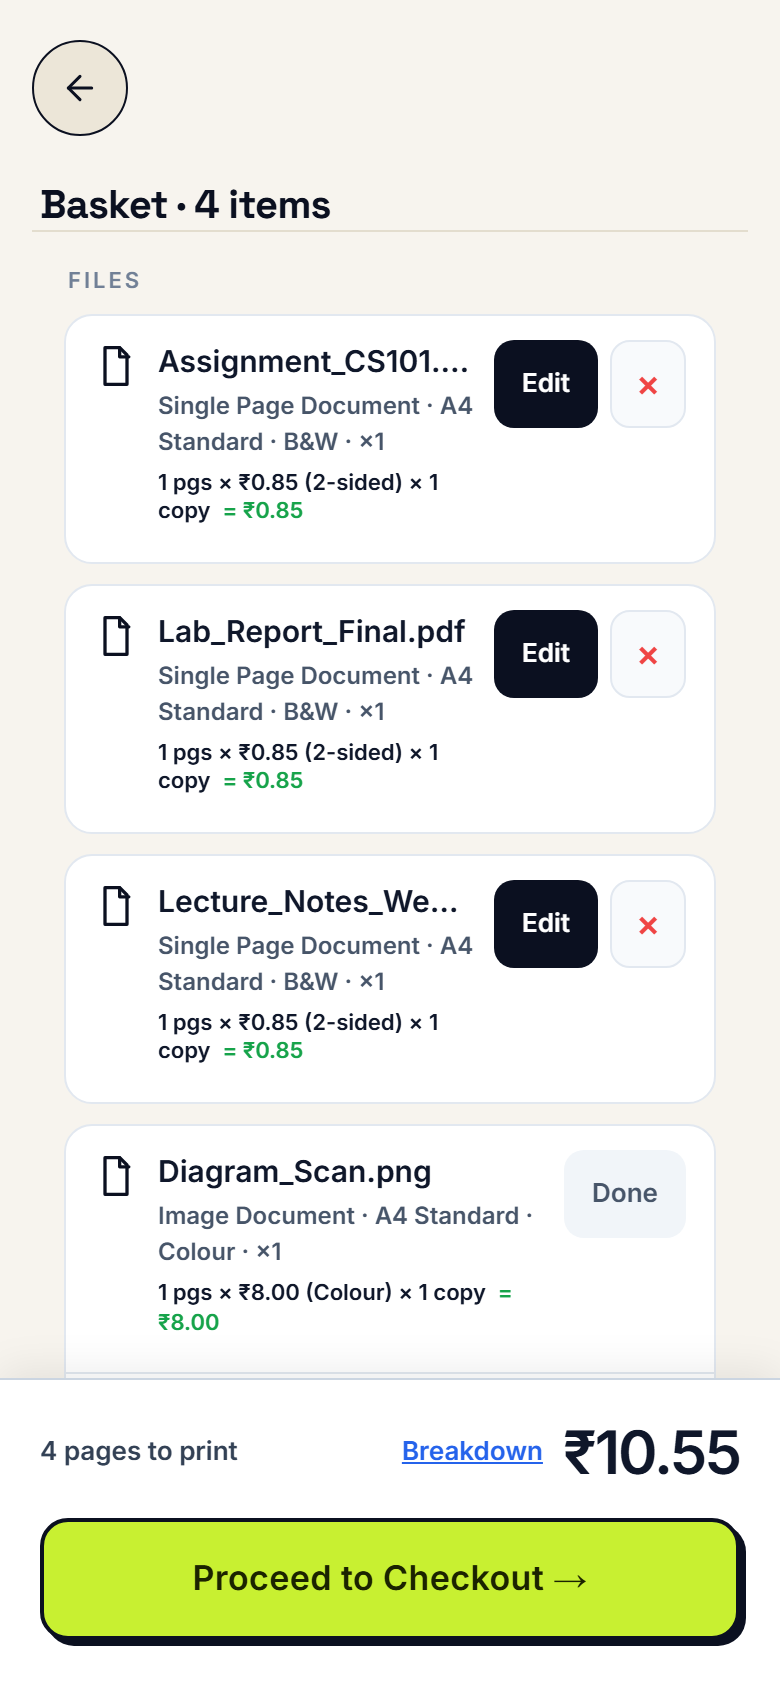 Basket · 4 items
FILES
Assignment_CS101....
Edit
×
Single Page Document · A4
Standard · B&W · ×1
1 pgs × ₹0.85 (2-sided) × 1
copy = ₹0.85
Lab_Report_Final.pdf
Edit
×
Single Page Document · A4
Standard · B&W · ×1
1 pgs × ₹0.85 (2-sided) × 1
copy = ₹0.85
Lecture_Notes_We...
Edit
×
Single Page Document · A4
Standard · B&W · ×1
1 pgs × ₹0.85 (2-sided) × 1
copy = ₹0.85
Diagram_Scan.png
Done
Image Document · A4 Standard ·
Colour · ×1
1 pgs × ₹8.00 (Colour) × 1 copy =
₹8.00
4 pages to print
Breakdown
₹10.55
Proceed to Checkout →